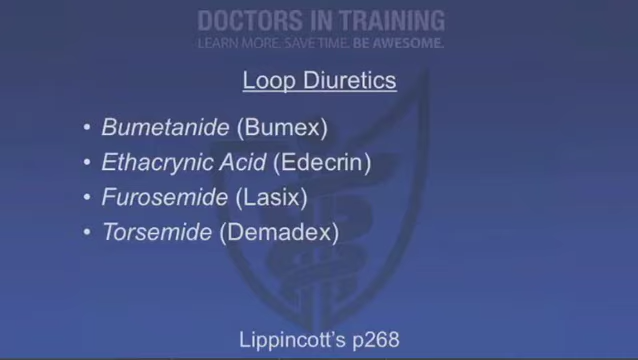 DOCTORS IN TRAINING
LEARN MORE. SAVE TIME. BE AWESOME.
Loop Diuretics
• Bumetanide (Bumex)
• Ethacrynic Acid (Edecrin)
• Furosemide (Lasix)
• Torsemide (Demadex)
Lippincott's p268